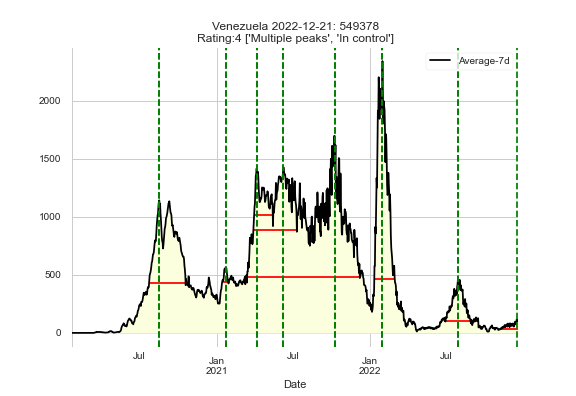 Venezuela 2022-12-21: 549378
Rating:4 ['Multiple peaks', 'In control']
Average-7d
2000
1500
1000
500
0
Jul
Jan
2021
Jul
Jan
2022
Jul
Date